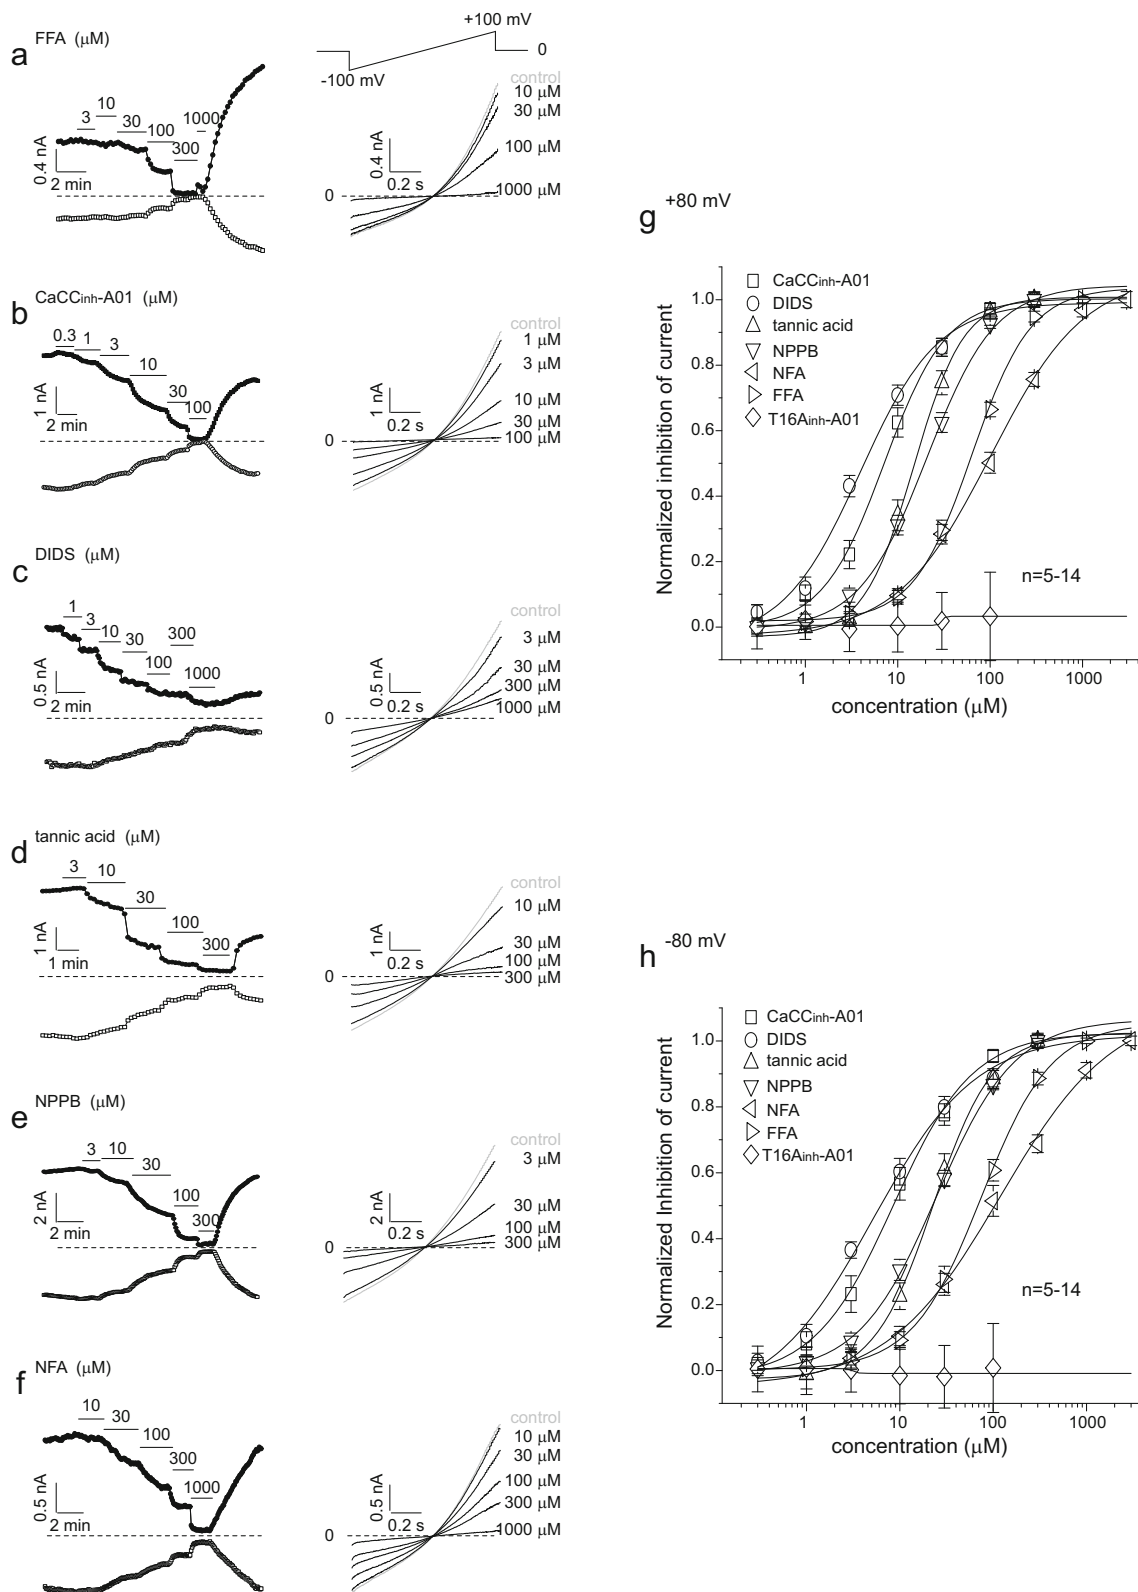 a FFA (μM)
3
10
30
100
300
1000
0.4 nA
2 min
+100 mV
-100 mV
0
control
10 μM
30 μM
100 μM
1000 μM
0.4 nA
0.2 s
0
b CaCCinh-A01 (μM)
0.3
1
3
10
30
100
1 nA
2 min
control
1 μM
3 μM
10 μM
30 μM
100 μM
1 nA
0.2 s
0
c DIDS (μM)
1
3
10
30
100
300
1000
0.5 nA
2 min
control
3 μM
30 μM
300 μM
1000 μM
0.5 nA
0.2 s
0
d tannic acid (μM)
3
10
30
100
300
1 nA
1 min
control
10 μM
30 μM
100 μM
300 μM
1 nA
0.2 s
0
e NPPB (μM)
3
10
30
100
300
2 nA
2 min
control
3 μM
30 μM
100 μM
300 μM
2 nA
0.2 s
0
f NFA (μM)
10
30
100
300
1000
0.5 nA
2 min
control
10 μM
30 μM
100 μM
300 μM
1000 μM
0.5 nA
0.2 s
0
g +80 mV
CaCCinh-A01
DIDS
tannic acid
NPPB
NFA
FFA
T16Ainh-A01
n=5-14
Normalized inhibition of current
1.0
0.8
0.6
0.4
0.2
0.0
1 10 100 1000
concentration (μM)
h -80 mV
CaCCinh-A01
DIDS
tannic acid
NPPB
NFA
FFA
T16Ainh-A01
n=5-14
Normalized Inhibition of current
1.0
0.8
0.6
0.4
0.2
0.0
1 10 100 1000
concentration (μM)